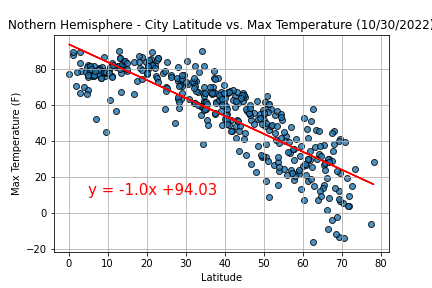 Nothern Hemisphere - City Latitude vs. Max Temperature (10/30/2022)
Max Temperature (F)
80
60
40
20
0
−20
y = -1.0x +94.03
0 10 20 30 40 50 60 70 80
Latitude